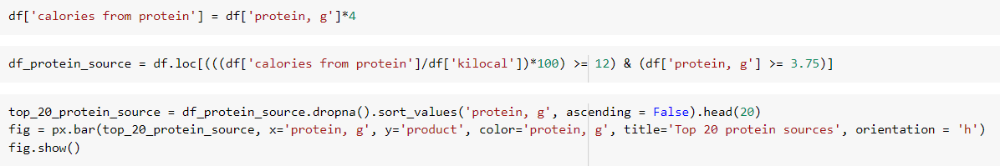 df['calories from protein'] = df['protein, g']*4
df_protein_source = df.loc[(((df['calories from protein']/df['kilocal'])*100) >= 12) & (df['protein, g'] >= 3.75)]
top_20_protein_source = df_protein_source.dropna().sort_values('protein, g', ascending = False).head(20)
fig = px.bar(top_20_protein_source, x='protein, g', y='product', color='protein, g', title='Top 20 protein sources', orientation = 'h')
fig.show()